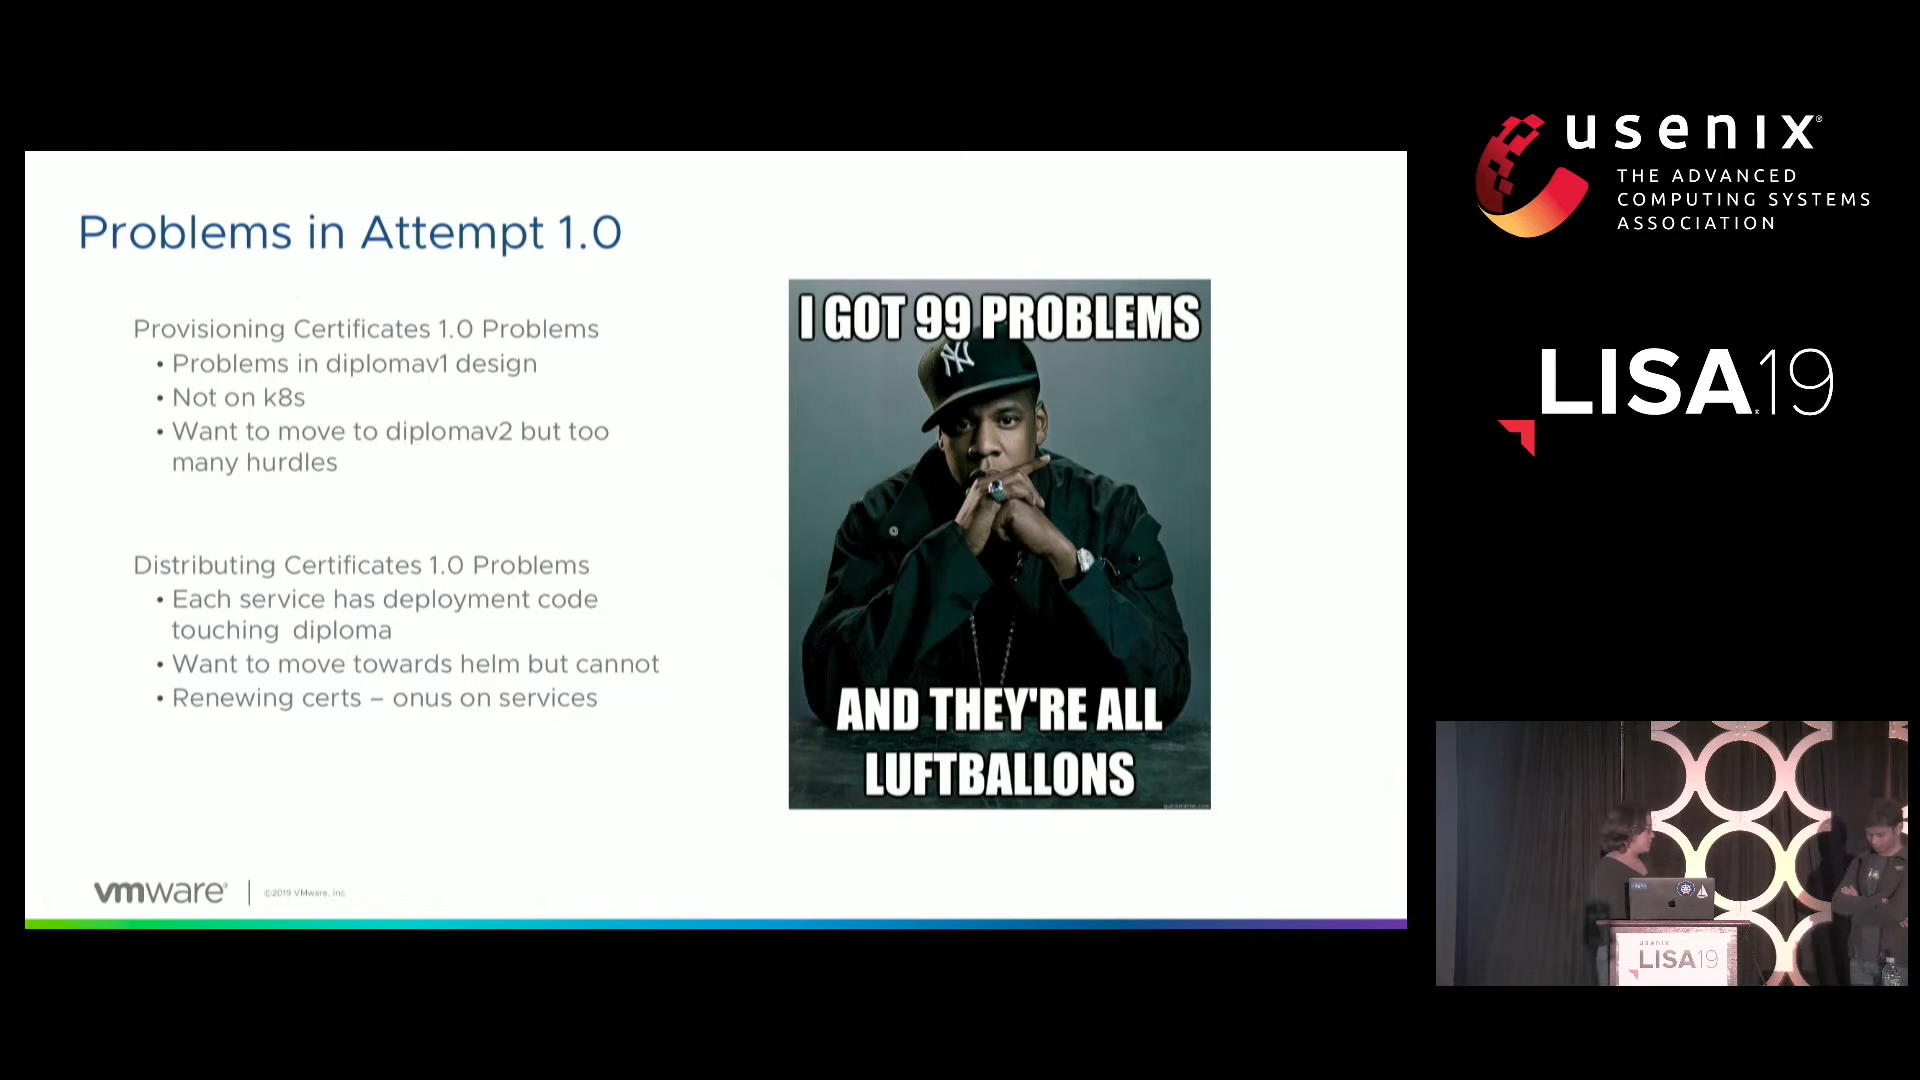 Problems in Attempt 1.0
Provisioning Certificates 1.0 Problems
• Problems in diplomav1 design
• Not on k8s
• Want to move to diplomav2 but too
many hurdles
Distributing Certificates 1.0 Problems
• Each service has deployment code
touching diploma
• Want to move towards helm but cannot
• Renewing certs – onus on services
I GOT 99 PROBLEMS
NY
AND THEY'RE ALL
LUFTBALLONS
quickmeme.com
vmware®
©2019 VMware, Inc.
usenix®
THE ADVANCED
COMPUTING SYSTEMS
ASSOCIATION
LISA19
usenix
LISA19